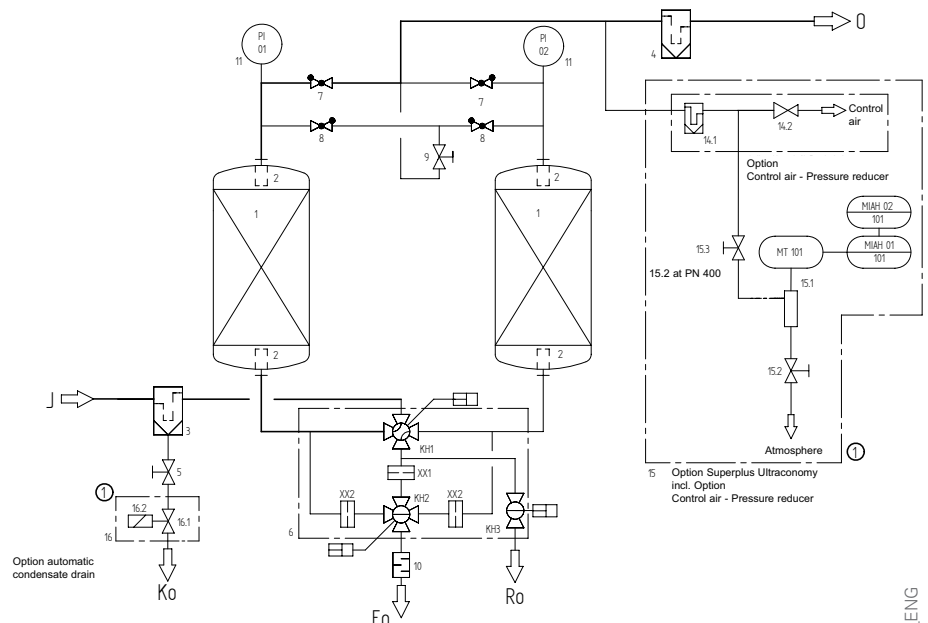 PI
01
11
PI
02
11
4
O
7
7
8
8
9
14.1
14.2
Control
air
Option
Control air - Pressure reducer
2
1
2
2
1
2
15.3
15.2 at PN 400
MT 101
MIAH 02
101
MIAH 01
101
15.1
15.2
Atmosphere
1
15
Option Superplus Ultraconomy
incl. Option
Control air - Pressure reducer
J
3
5
1
16.2
16.1
16
Option automatic
condensate drain
Ko
KH1
XX1
XX2
KH2
XX2
KH3
6
10
Ro
_ENG